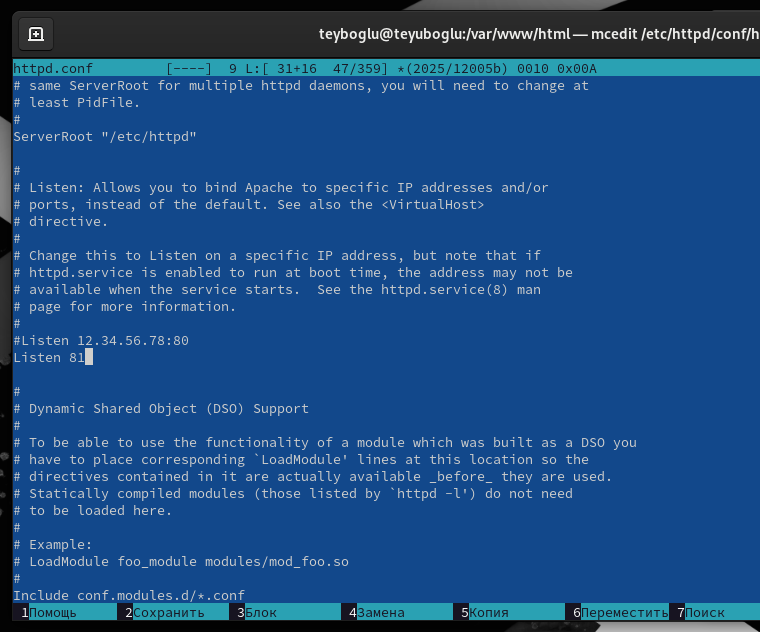 teyboglu@teyuboglu:/var/www/html — mcedit /etc/httpd/conf/h
httpd.conf [----] 9 L:[ 31+16 47/359] *(2025/12005b) 0010 0x00A
# same ServerRoot for multiple httpd daemons, you will need to change at
# least PidFile.
#
ServerRoot "/etc/httpd"
#
# Listen: Allows you to bind Apache to specific IP addresses and/or
# ports, instead of the default. See also the <VirtualHost>
# directive.
#
# Change this to Listen on a specific IP address, but note that if
# httpd.service is enabled to run at boot time, the address may not be
# available when the service starts.  See the httpd.service(8) man
# page for more information.
#
#Listen 12.34.56.78:80
Listen 81
#
# Dynamic Shared Object (DSO) Support
#
# To be able to use the functionality of a module which was built as a DSO you
# have to place corresponding `LoadModule' lines at this location so the
# directives contained in it are actually available _before_ they are used.
# Statically compiled modules (those listed by `httpd -l') do not need
# to be loaded here.
#
# Example:
# LoadModule foo_module modules/mod_foo.so
#
Include conf.modules.d/*.conf
1Помощь 2Сохранить 3Блок 4Замена 5Копия 6Переместить 7Поиск